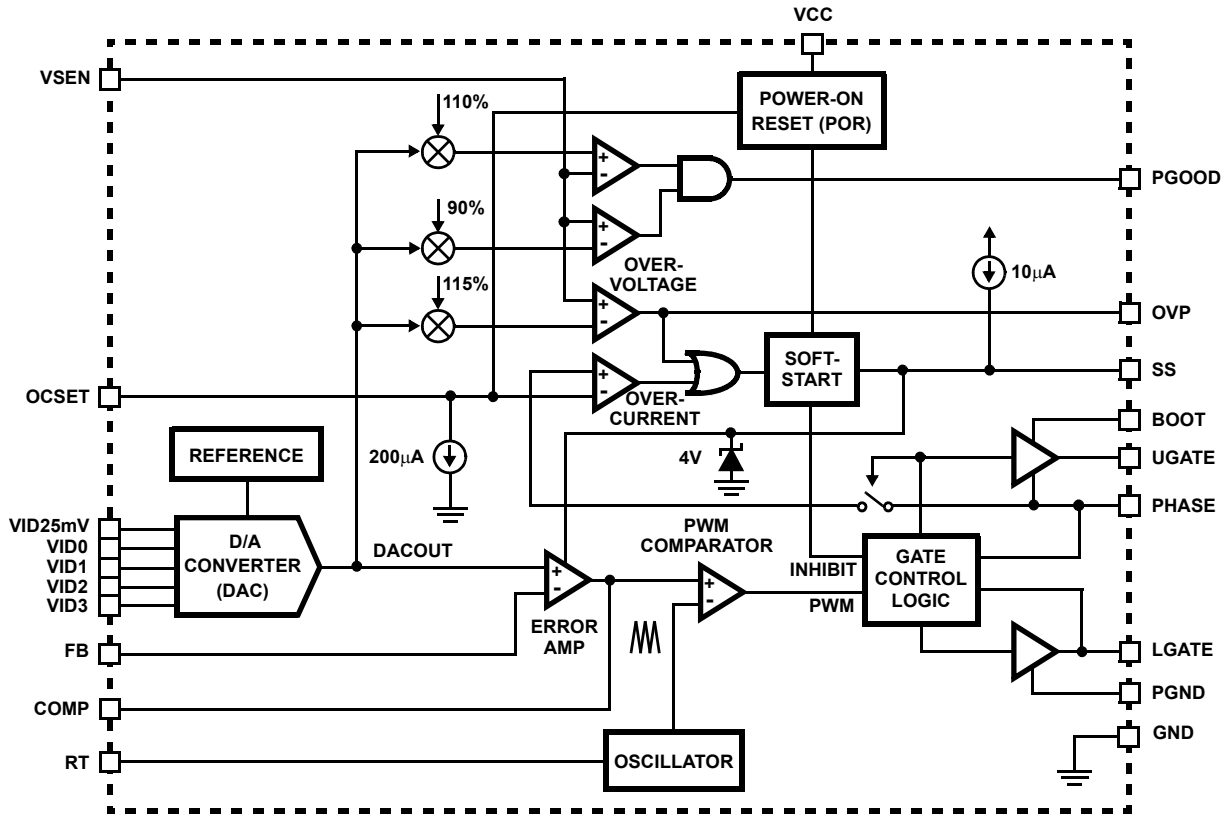 VCC
VSEN
POWER-ON
RESET (POR)
110%
+
-
PGOOD
90%
+
-
OVER-
VOLTAGE
10μA
115%
+
-
OVP
SOFT-
START
SS
+
-
OCSET
OVER-
CURRENT
BOOT
REFERENCE
200μA
4V
UGATE
PHASE
VID25mV
VID0
VID1
VID2
VID3
D/A
CONVERTER
(DAC)
DACOUT
PWM
COMPARATOR
+
-
+
-
INHIBIT
PWM
GATE
CONTROL
LOGIC
ERROR
AMP
FB
LGATE
COMP
PGND
RT
OSCILLATOR
GND